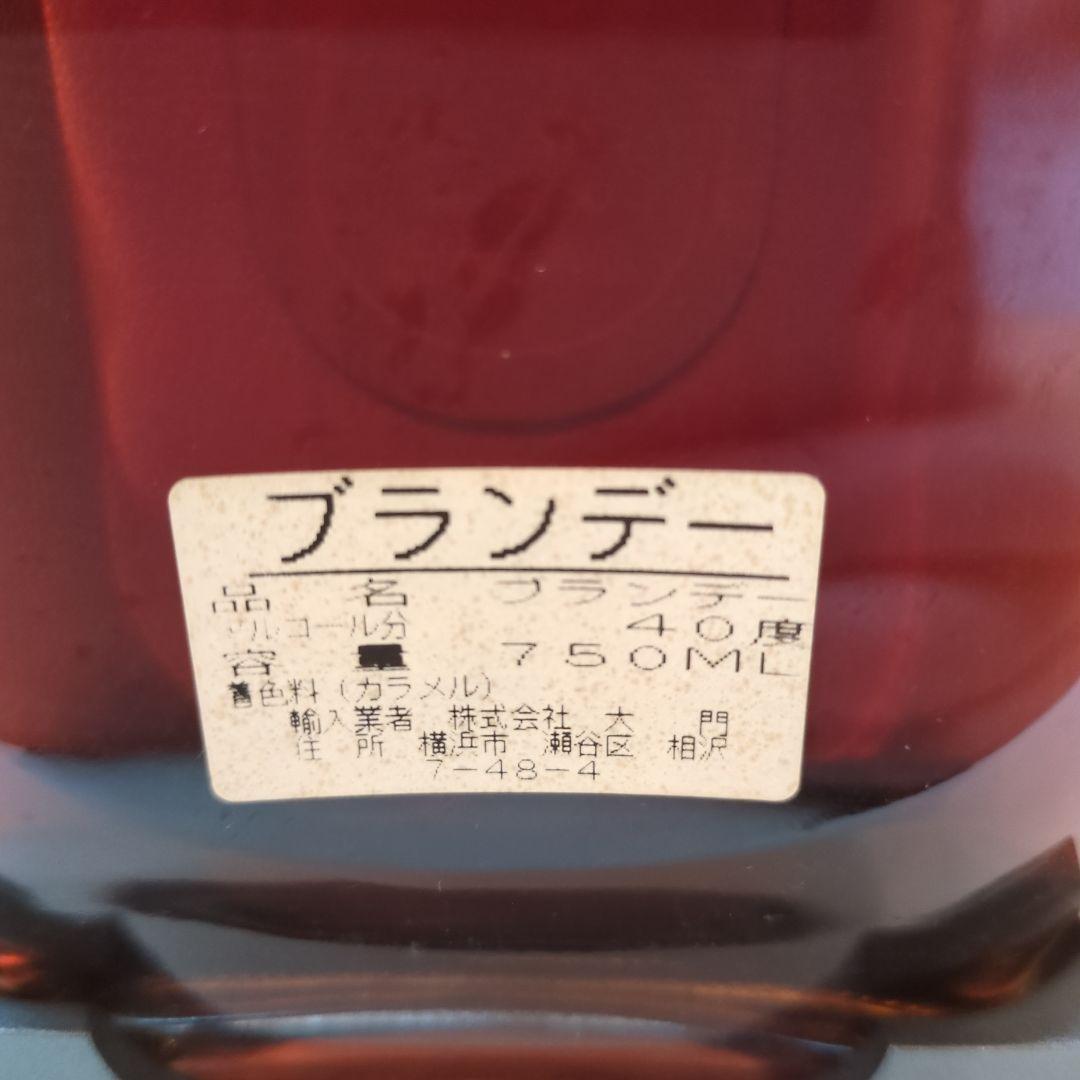 ブランデー
品名 ブランデー
アルコール分 40度
容量 750ML
着色料(カラメル)
輸入業者 株式会社 大門
住所 横浜市 瀬谷区 相沢
7-48-4